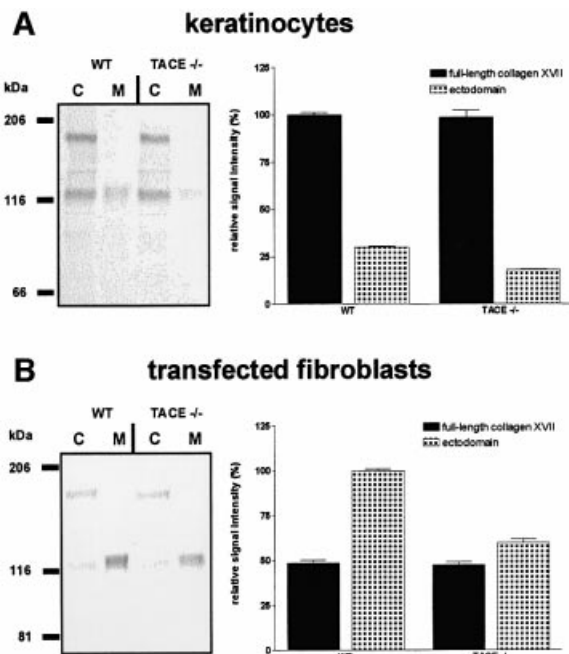 A keratinocytes
WT TACE -/-
kDa C M C M
206
116
66
relative signal intensity (%)
125
100
75
50
25
0
full-length collagen XVII
ectodomain
WT TACE -/-
B transfected fibroblasts
WT TACE -/-
kDa C M C M
206
116
81
relative signal intensity (%)
125
100
75
50
25
0
full-length collagen XVII
ectodomain
WT TACE -/-